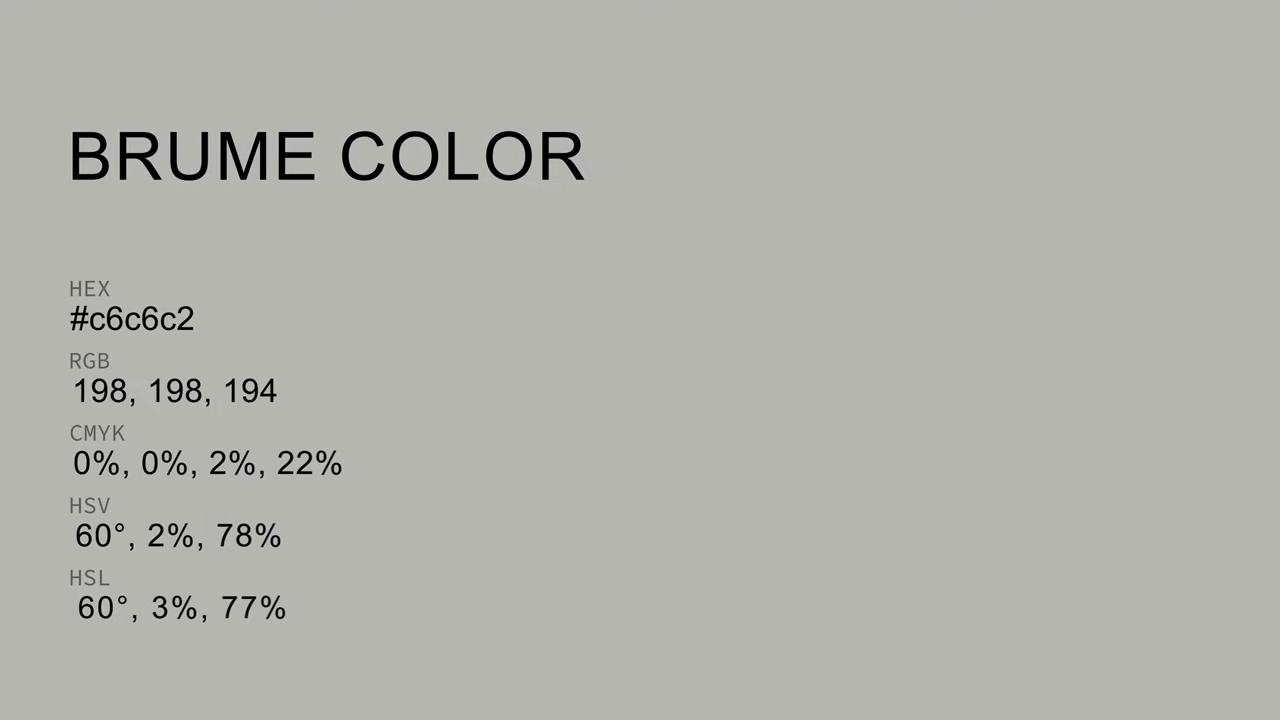 BRUME COLOR
HEX
#c6c6c2
RGB
198, 198, 194
CMYK
0%, 0%, 2%, 22%
HSV
60°, 2%, 78%
HSL
60°, 3%, 77%